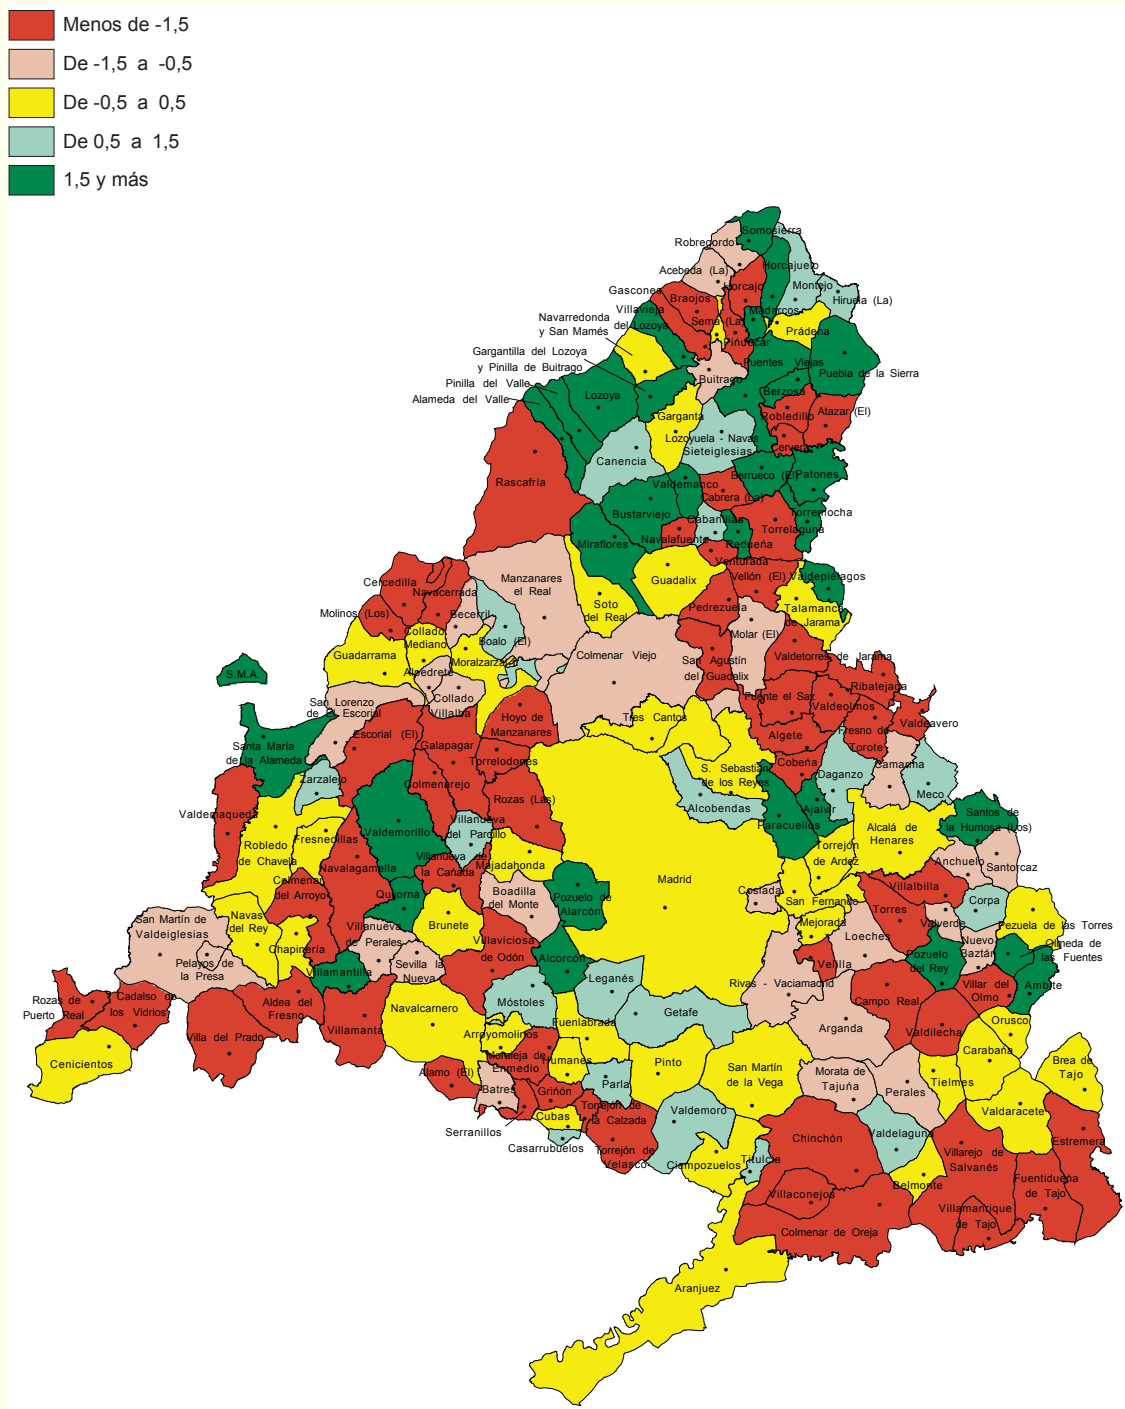 Menos de -1,5
De -1,5 a -0,5
De -0,5 a 0,5
De 0,5 a 1,5
1,5 y más
Somosierra
Robregordo
Horcajuelo
Acebeda (La)
Horcajo
Montejo
Gascones
Braojos
Hiruela (La)
Villavieja
del Lozoya
Serna (La)
Madarcos
Navarredonda
y San Mamés
Prádena
Piñuécar
Gargantilla del Lozoya
y Pinilla de Buitrago
Puentes Viejas
Buitrago
Puebla de la Sierra
Pinilla del Valle
Alameda del Valle
Lozoya
Berzosa
Garganta
Robledillo
Atazar (El)
Lozoyuela - Navas
Sieteiglesias
Cervera
Canencia
Rascafría
Valdemanco
Berrueco (El)
Patones
Cabrera (La)
Bustarviejo
Cabanillas
Torremocha
Torrelaguna
Miraflores
Navalafuente
Redueña
Venturada
Cercedilla
Navacerrada
Manzanares
el Real
Guadalix
Vellón (El)
Valdepiélagos
Molinos (Los)
Becerril
Soto
del Real
Pedrezuela
Talamanca
de Jarama
Collado
Mediano
Boalo (El)
Molar (El)
Guadarrama
Moralzarzal
Colmenar Viejo
San Agustín
del Guadalix
Valdetorres de Jarama
S.M.A.
Alpedrete
Ribatejada
San Lorenzo
de El Escorial
Collado
Villalba
Fuente el Saz
Valdeolmos
Hoyo de
Manzanares
Tres Cantos
Valdeavero
Santa María
de la Alameda
Escorial (El)
Galapagar
Algete
Fresno de
Torote
Torrelodones
Cobeña
Camarma
Zarzalejo
Colmenarejo
S. Sebastián
de los Reyes
Daganzo
Meco
Valdemaqueda
Rozas (Las)
Alcobendas
Ajalvir
Valdemorillo
Villanueva
del Pardillo
Paracuellos
Santos de
la Humosa (Los)
Robledo
de Chavela
Fresnedillas
Alcalá de
Henares
Navalagamella
Villanueva de
la Cañada
Majadahonda
Torrejón
de Ardoz
Anchuelo
Santorcaz
Colmenar
del Arroyo
Madrid
Villalbilla
Quijorna
Boadilla
del Monte
Pozuelo de
Alarcón
Coslada
San Fernando
Corpa
San Martín de
Valdeiglesias
Navas
del Rey
Villanueva
de Perales
Brunete
Mejorada
Torres
Valverde
Pezuela de las Torres
Chapinería
Villaviciosa
de Odón
Loeches
Nuevo
Baztán
Olmeda de
las Fuentes
Pelayos de
la Presa
Sevilla la
Nueva
Alcorcón
Velilla
Pozuelo
del Rey
Villamantilla
Leganés
Rivas - Vaciamadrid
Villar del
Olmo
Ambite
Rozas de
Puerto Real
Cadalso de
los Vidrios
Aldea del
Fresno
Navalcarnero
Móstoles
Campo Real
Villa del Prado
Villamanta
Getafe
Arganda
Valdilecha
Orusco
Fuenlabrada
Arroyomolinos
Carabaña
Cenicientos
Moraleja de
Enmedio
Humanes
Pinto
San Martín
de la Vega
Morata de
Tajuña
Brea de
Tajo
Alamo (El)
Tielmes
Batres
Griñón
Parla
Perales
Cubas
Torrejón de
la Calzada
Valdemoro
Valdaracete
Serranillos
Casarrubuelos
Torrejón de
Velasco
Chinchón
Valdelaguna
Estremera
Ciempozuelos
Titulcia
Villarejo de
Salvanés
Belmonte
Fuentidueña
de Tajo
Villaconejos
Villamanrique
de Tajo
Colmenar de Oreja
Aranjuez